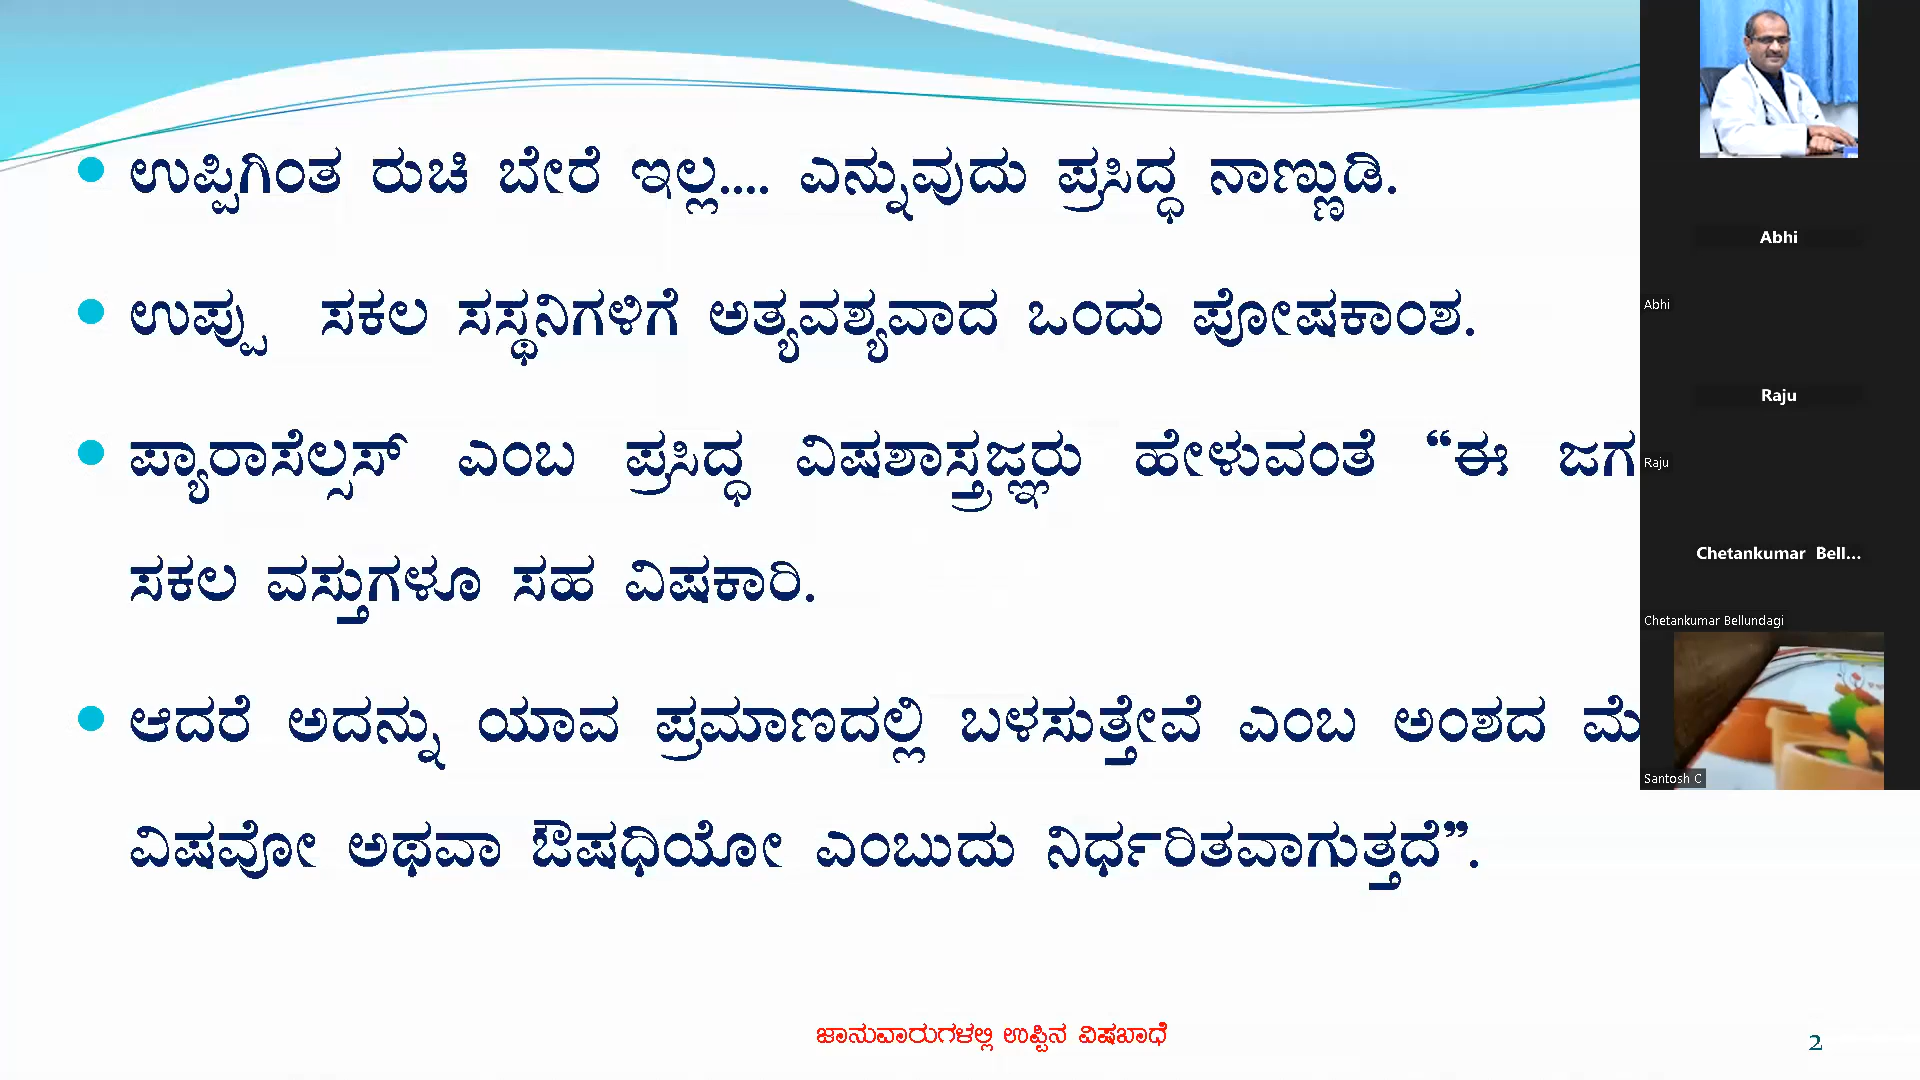 ಉಪ್ಪಿಗಿಂತ ರುಚಿ ಬೇರೆ ಇಲ್ಲ.... ಎನ್ನುವುದು ಪ್ರಸಿದ್ಧ ನಾಣ್ಣುಡಿ.
ಉಪ್ಪು ಸಕಲ ಸಸ್ಥನಿಗಳಿಗೆ ಅತ್ಯವಶ್ಯವಾದ ಒಂದು ಪೋಷಕಾಂಶ.
ಪ್ಯಾರಾಸೆಲ್ಸಸ್ ಎಂಬ ಪ್ರಸಿದ್ಧ ವಿಷಶಾಸ್ತ್ರಜ್ಞರು ಹೇಳುವಂತೆ “ಈ ಜಗ
ಸಕಲ ವಸ್ತುಗಳೂ ಸಹ ವಿಷಕಾರಿ.
ಆದರೆ ಅದನ್ನು ಯಾವ ಪ್ರಮಾಣದಲ್ಲಿ ಬಳಸುತ್ತೇವೆ ಎಂಬ ಅಂಶದ ಮೆ
ವಿಷವೋ ಅಥವಾ ಔಷಧಿಯೋ ಎಂಬುದು ನಿರ್ಧರಿತವಾಗುತ್ತದೆ”.
ಜಾನುವಾರುಗಳಲ್ಲಿ ಉಪ್ಪಿನ ವಿಷಬಾಧೆ
2
Abhi
Abhi
Raju
Raju
Chetankumar Bell...
Chetankumar Bellundagi
Santosh C